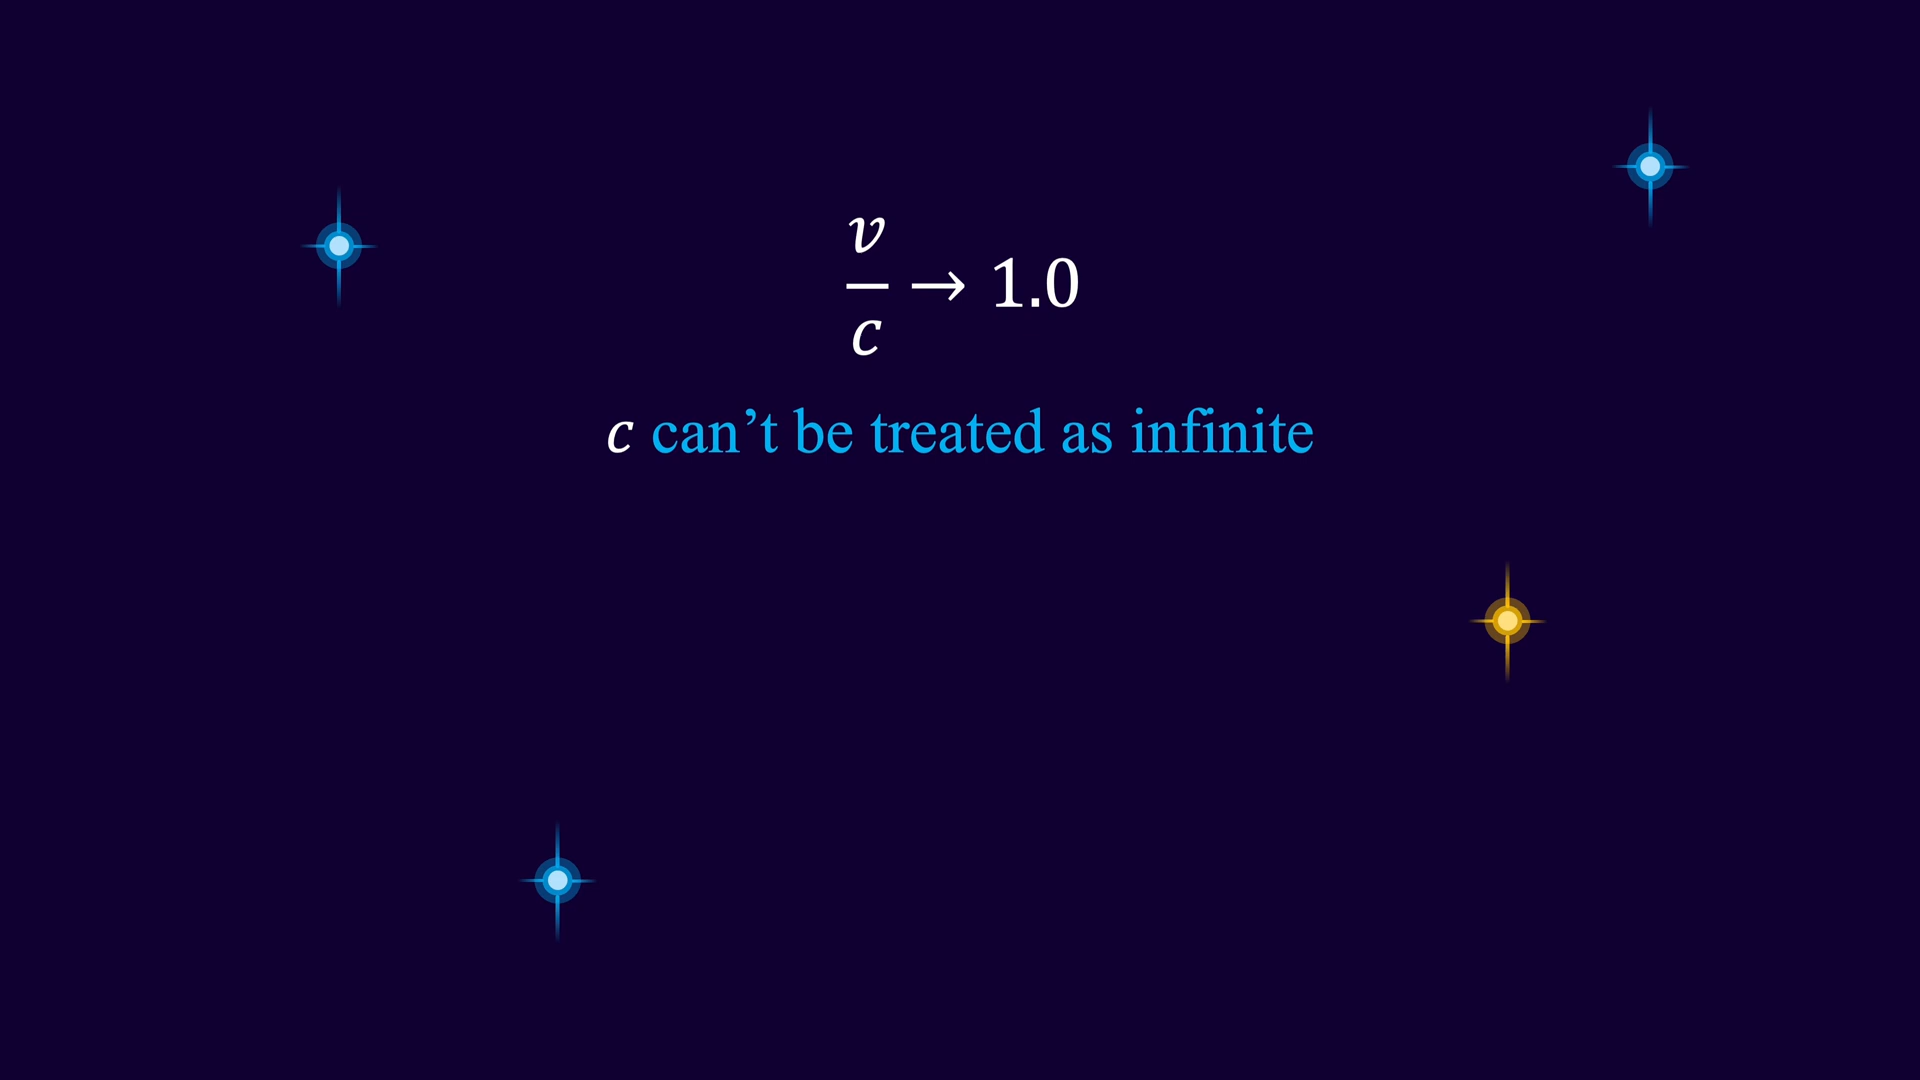 v/c → 1.0
c can’t be treated as infinite